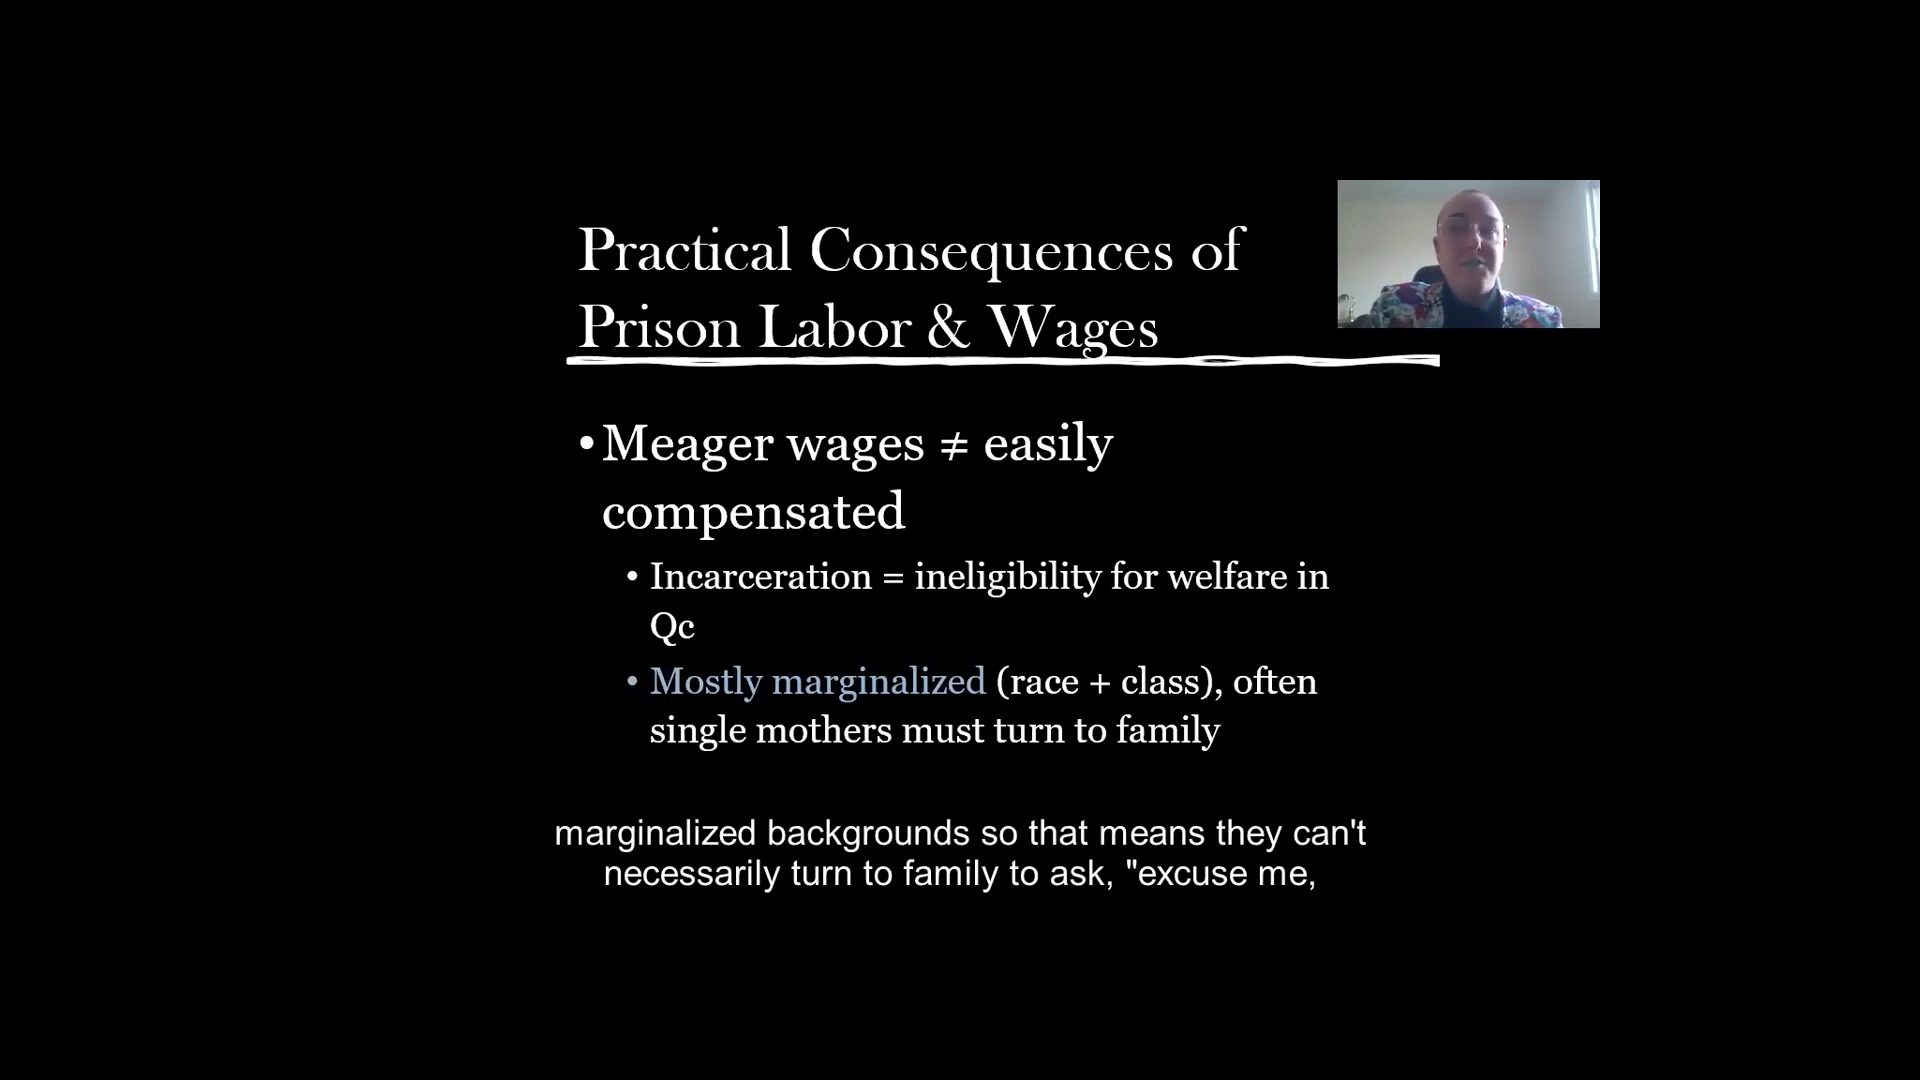 Practical Consequences of
Prison Labor & Wages
• Meager wages ≠ easily
compensated
• Incarceration = ineligibility for welfare in
Qc
• Mostly marginalized (race + class), often
single mothers must turn to family
marginalized backgrounds so that means they can't
necessarily turn to family to ask, "excuse me,